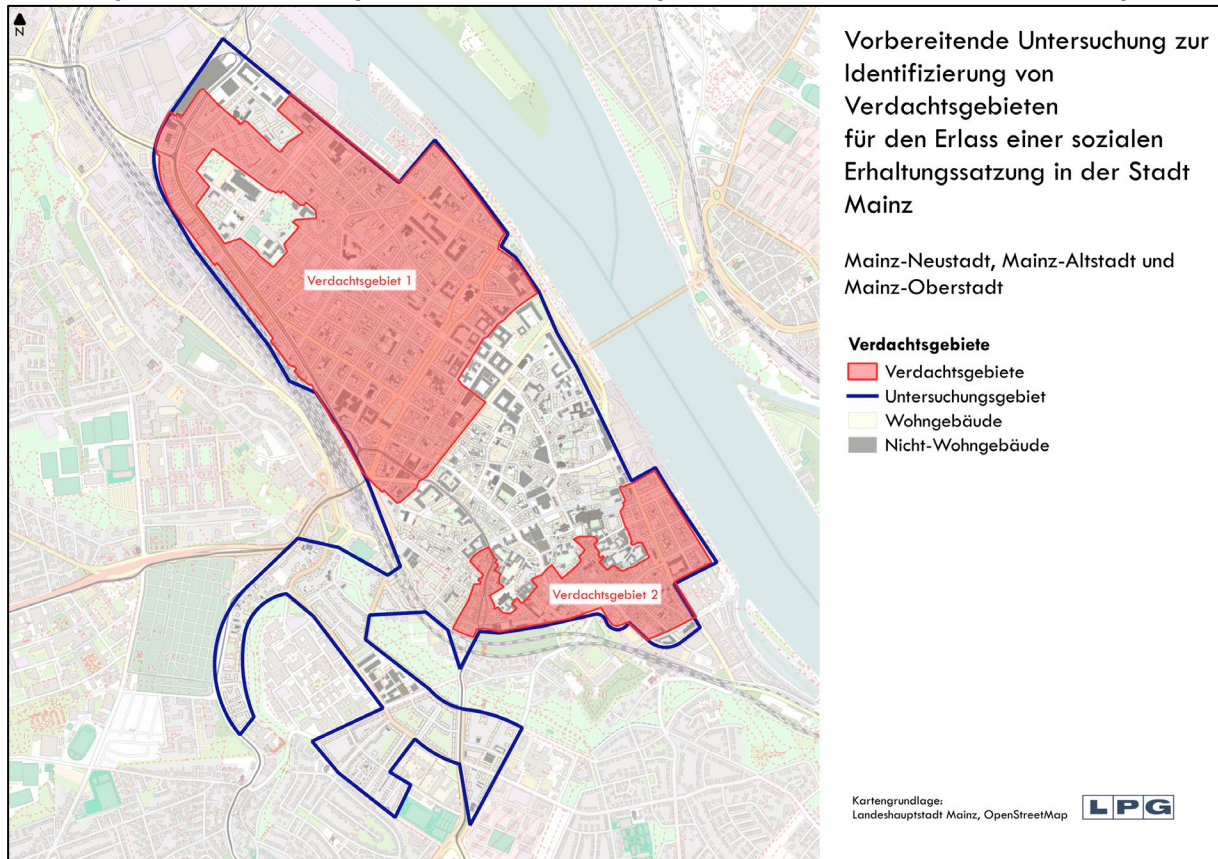 N
Vorbereitende Untersuchung zur
Identifizierung von
Verdachtsgebieten
für den Erlass einer sozialen
Erhaltungssatzung in der Stadt
Mainz
Mainz-Neustadt, Mainz-Altstadt und
Mainz-Oberstadt
Verdachtsgebiete
Verdachtsgebiete
Untersuchungsgebiet
Wohngebäude
Nicht-Wohngebäude
Verdachtsgebiet 1
Verdachtsgebiet 2
Kartengrundlage:
Landeshauptstadt Mainz, OpenStreetMap
LPG